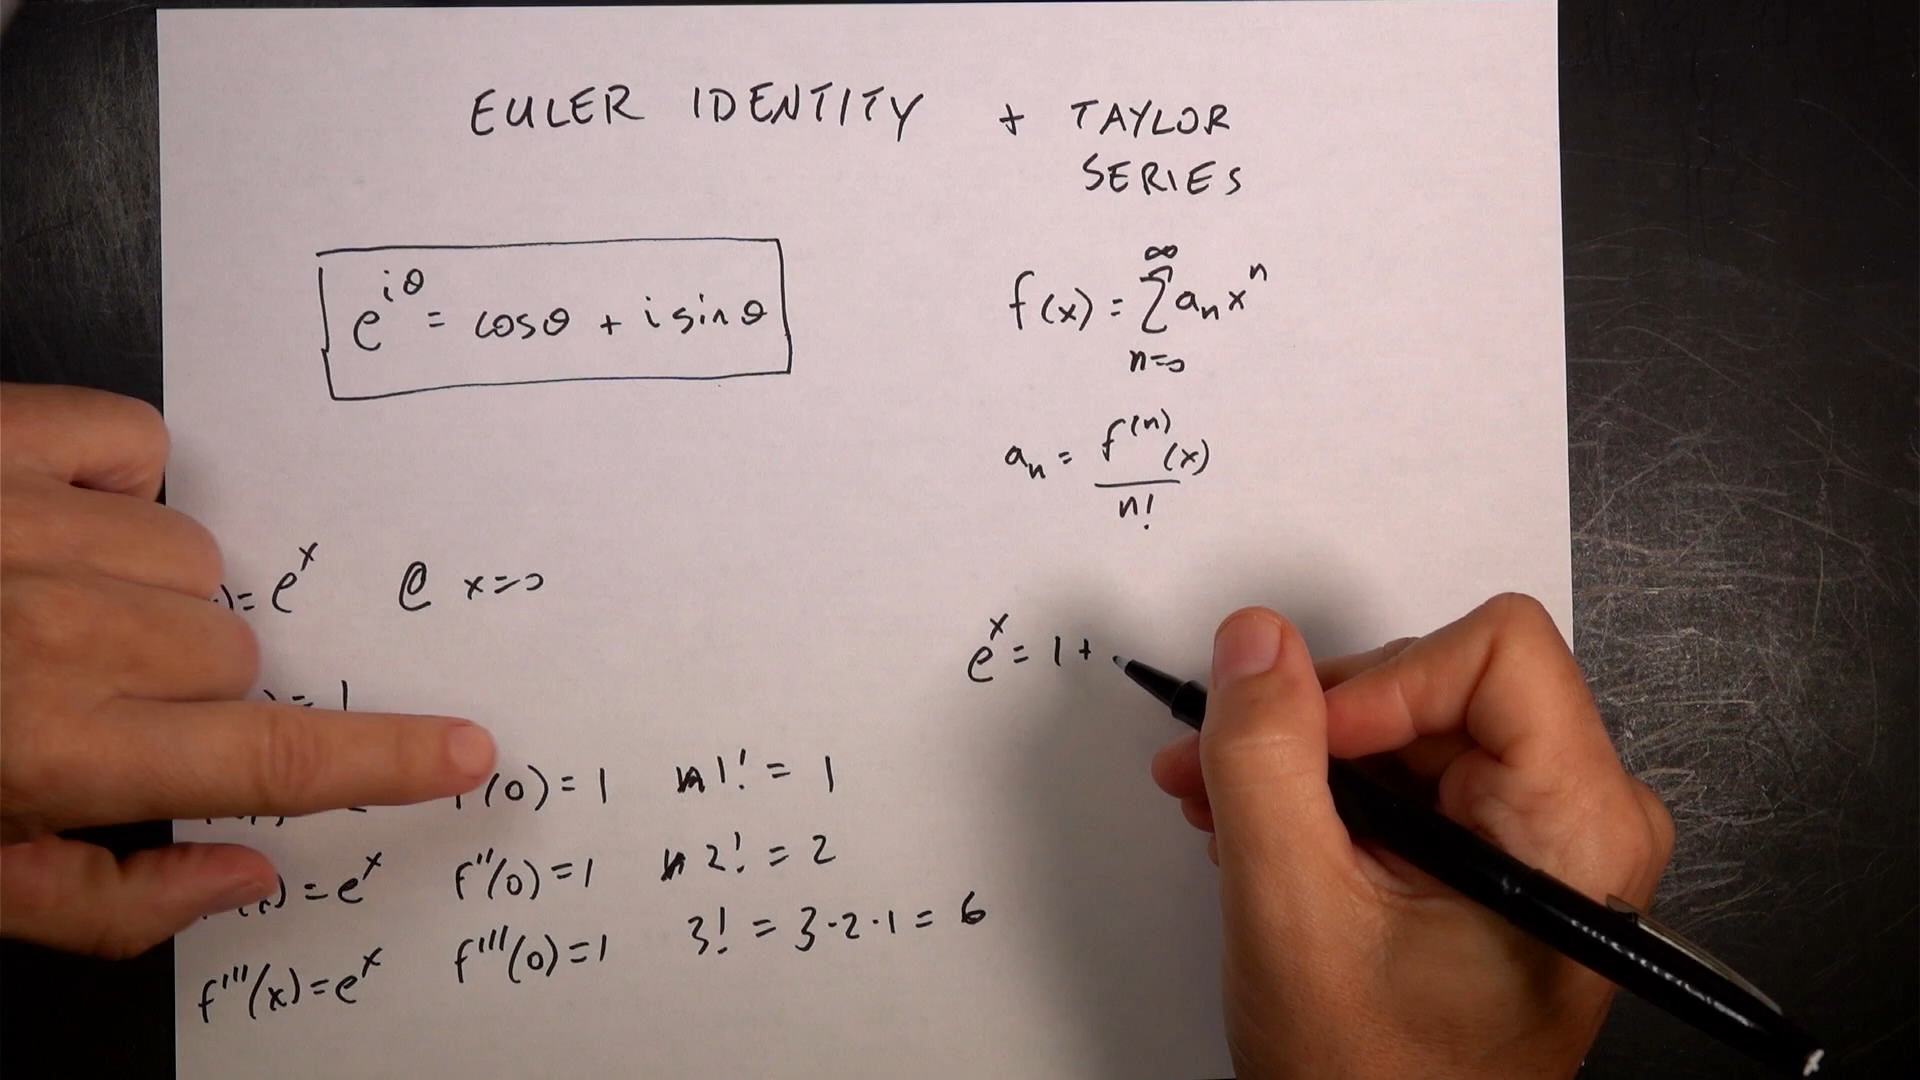 EULER IDENTITY + TAYLOR
SERIES
e^{iθ} = cosθ + i sinθ
f(x) = ∑_{n=0}^{∞} a_n x^n
a_n = f^{(n)}(x) / n!
)= e^x @ x=0
) = 1
e^x = 1 +
(0) = 1 1! = 1
) = e^x f''(0) = 1 2! = 2
f'''(x) = e^x f'''(0) = 1 3! = 3·2·1 = 6